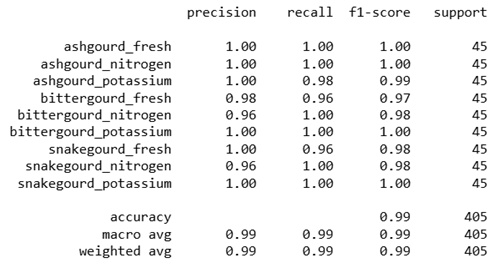 precision recall f1-score support
ashgourd_fresh 1.00 1.00 1.00 45
ashgourd_nitrogen 1.00 1.00 1.00 45
ashgourd_potassium 1.00 0.98 0.99 45
bittergourd_fresh 0.98 0.96 0.97 45
bittergourd_nitrogen 0.96 1.00 0.98 45
bittergourd_potassium 1.00 1.00 1.00 45
snakegourd_fresh 1.00 0.96 0.98 45
snakegourd_nitrogen 0.96 1.00 0.98 45
snakegourd_potassium 1.00 1.00 1.00 45
accuracy 0.99 405
macro avg 0.99 0.99 0.99 405
weighted avg 0.99 0.99 0.99 405